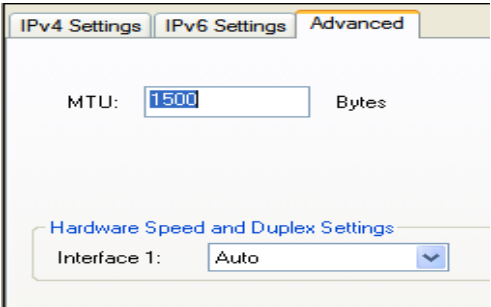 IPv4 Settings IPv6 Settings Advanced
MTU: 1500 Bytes
Hardware Speed and Duplex Settings
Interface 1: Auto